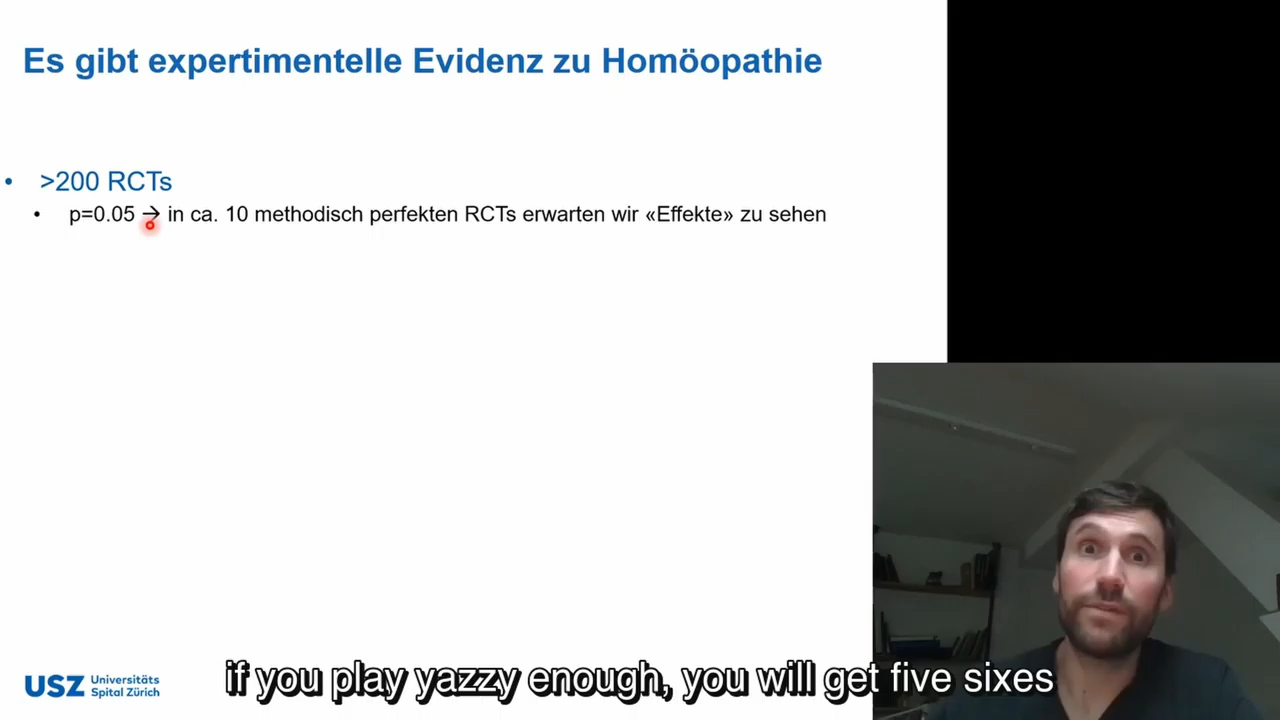 Es gibt expertimentelle Evidenz zu Homöopathie
• >200 RCTs
• p=0.05 → in ca. 10 methodisch perfekten RCTs erwarten wir «Effekte» zu sehen
USZ Universitäts
Spital Zürich
if you play yazzy enough, you will get five sixes